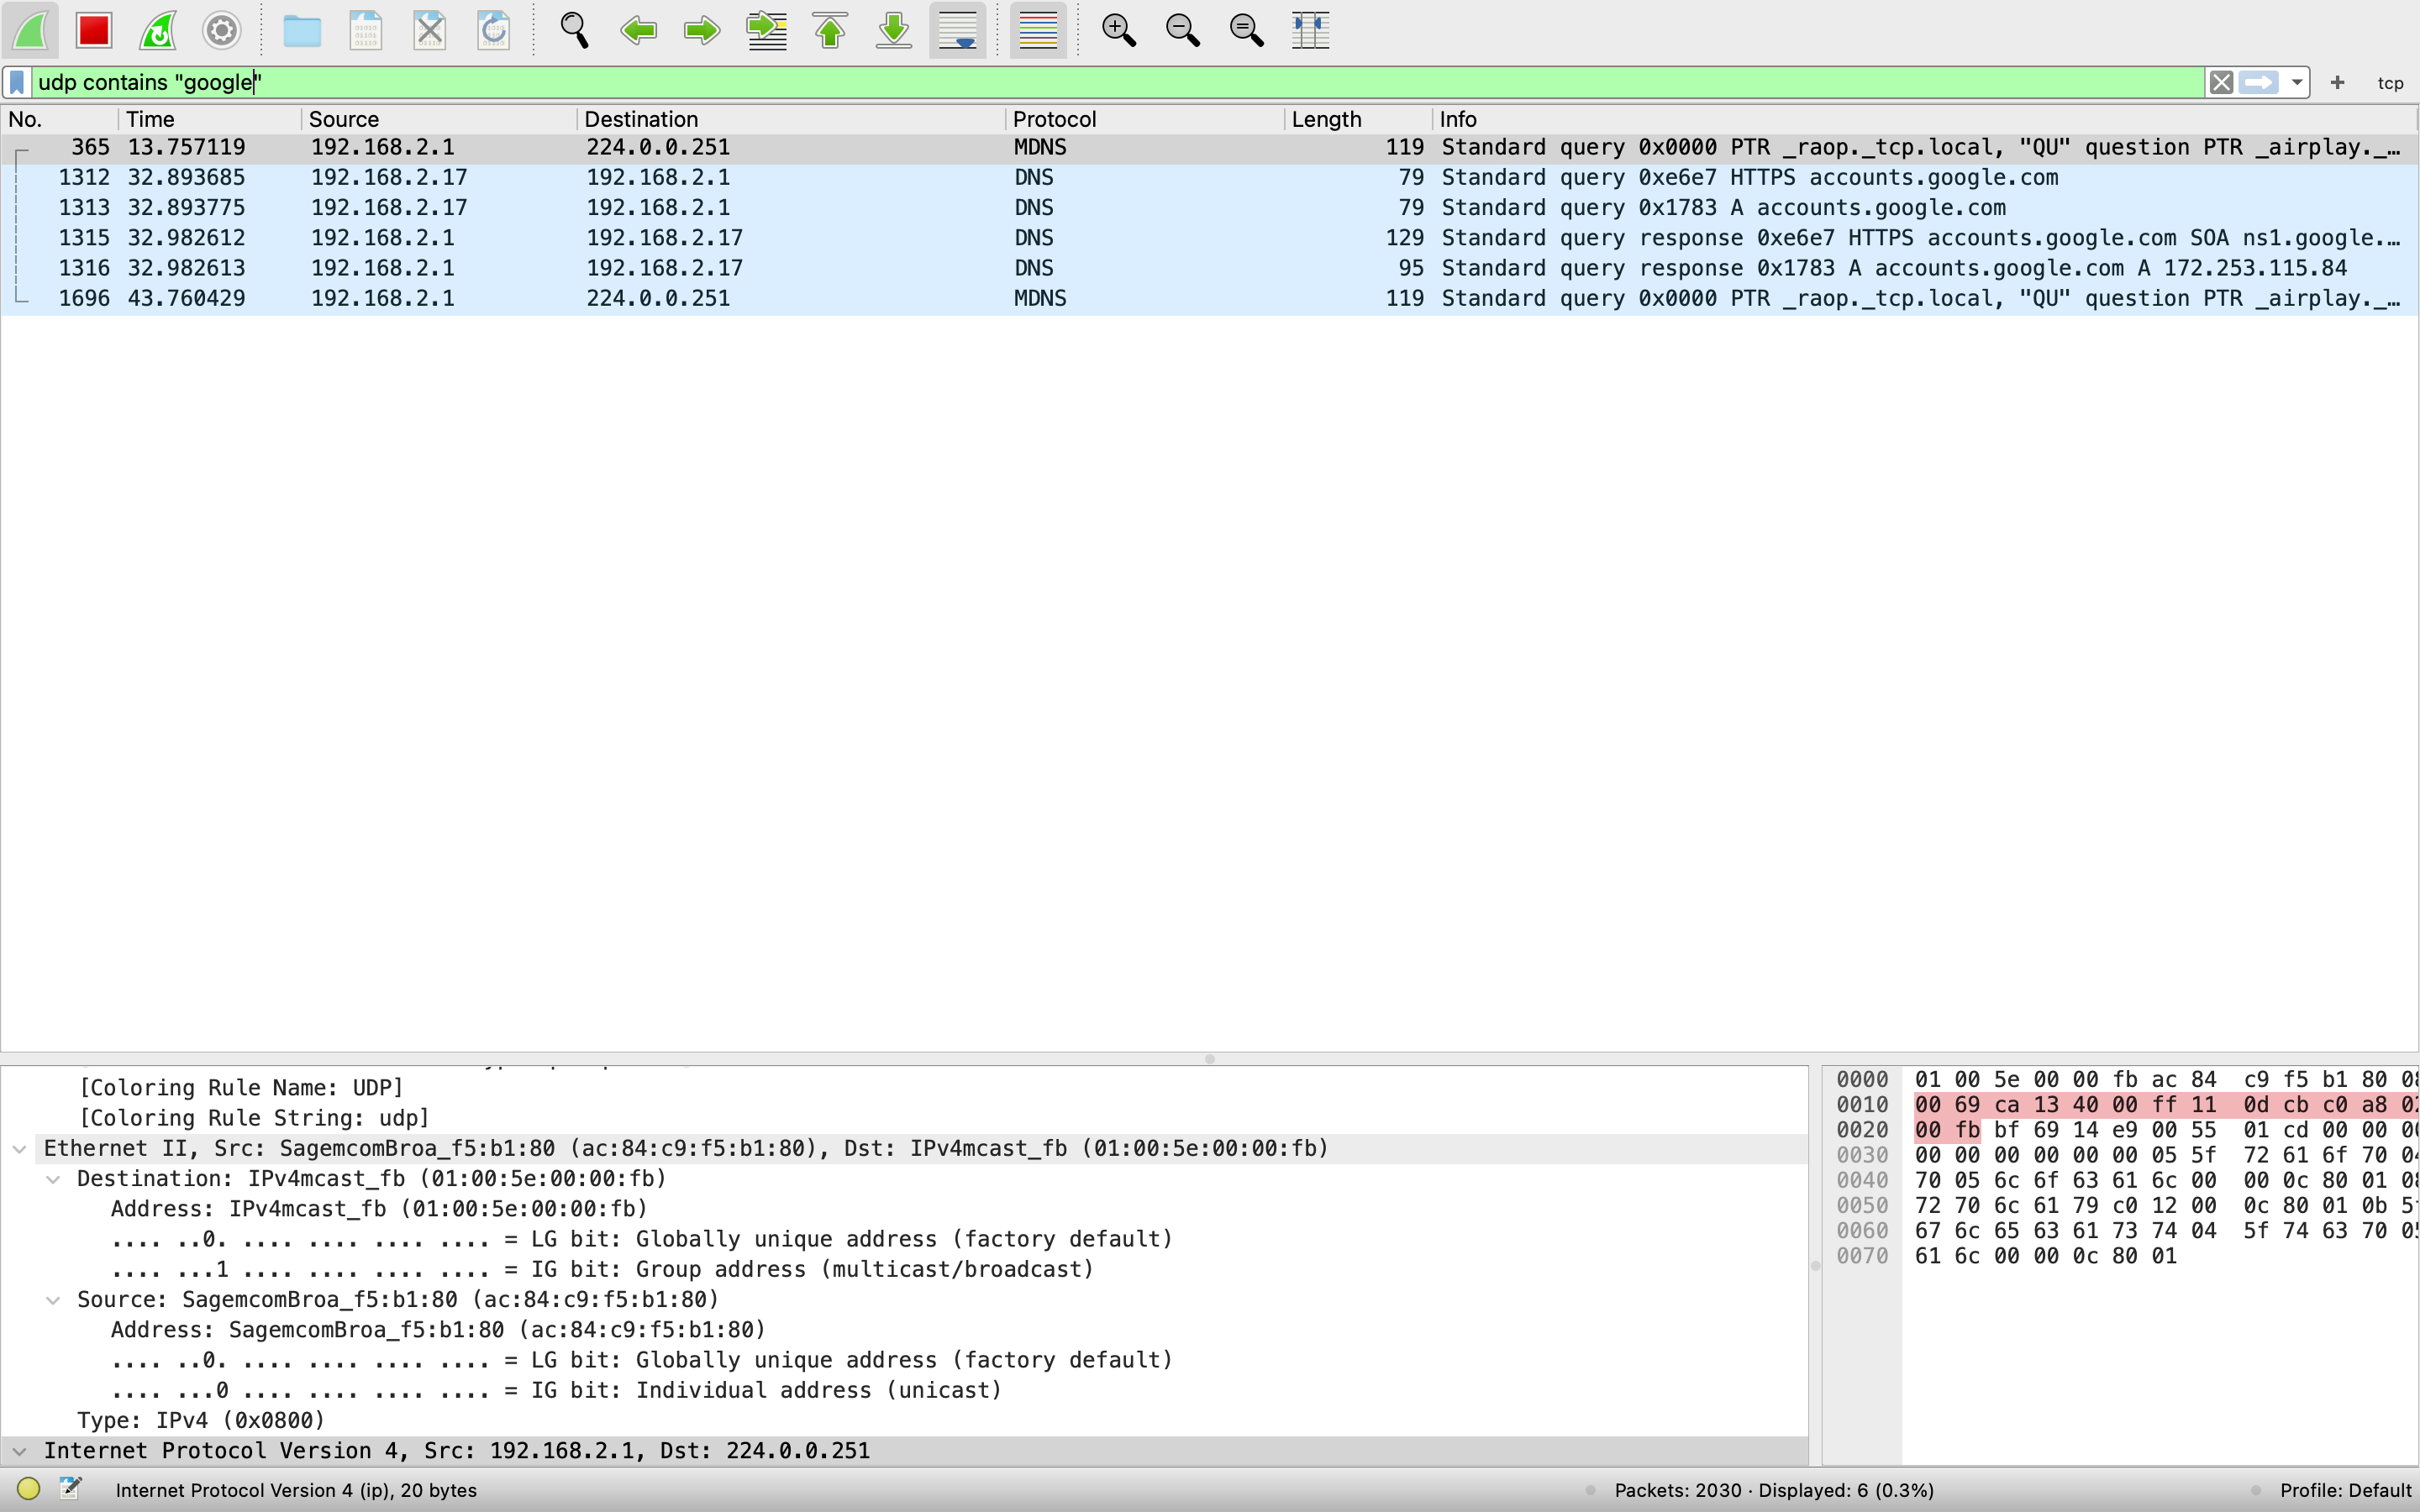 udp contains "google"
tcp
No. Time Source Destination Protocol Length Info
365 13.757119 192.168.2.1 224.0.0.251 MDNS 119 Standard query 0x0000 PTR _raop._tcp.local, "QU" question PTR _airplay._…
1312 32.893685 192.168.2.17 192.168.2.1 DNS 79 Standard query 0xe6e7 HTTPS accounts.google.com
1313 32.893775 192.168.2.17 192.168.2.1 DNS 79 Standard query 0x1783 A accounts.google.com
1315 32.982612 192.168.2.1 192.168.2.17 DNS 129 Standard query response 0xe6e7 HTTPS accounts.google.com SOA ns1.google.…
1316 32.982613 192.168.2.1 192.168.2.17 DNS 95 Standard query response 0x1783 A accounts.google.com A 172.253.115.84
1696 43.760429 192.168.2.1 224.0.0.251 MDNS 119 Standard query 0x0000 PTR _raop._tcp.local, "QU" question PTR _airplay._…
[Coloring Rule Name: UDP]
[Coloring Rule String: udp]
Ethernet II, Src: SagemcomBroa_f5:b1:80 (ac:84:c9:f5:b1:80), Dst: IPv4mcast_fb (01:00:5e:00:00:fb)
Destination: IPv4mcast_fb (01:00:5e:00:00:fb)
Address: IPv4mcast_fb (01:00:5e:00:00:fb)
.... ..0. .... .... .... .... = LG bit: Globally unique address (factory default)
.... ...1 .... .... .... .... = IG bit: Group address (multicast/broadcast)
Source: SagemcomBroa_f5:b1:80 (ac:84:c9:f5:b1:80)
Address: SagemcomBroa_f5:b1:80 (ac:84:c9:f5:b1:80)
.... ..0. .... .... .... .... = LG bit: Globally unique address (factory default)
.... ...0 .... .... .... .... = IG bit: Individual address (unicast)
Type: IPv4 (0x0800)
Internet Protocol Version 4, Src: 192.168.2.1, Dst: 224.0.0.251
0000 01 00 5e 00 00 fb ac 84 c9 f5 b1 80
0010 00 69 ca 13 40 00 ff 11 0d cb c0 a8
0020 00 fb bf 69 14 e9 00 55 01 cd 00 00
0030 00 00 00 00 00 00 05 5f 72 61 6f 70
0040 70 05 6c 6f 63 61 6c 00 00 0c 80 01
0050 72 70 6c 61 79 c0 12 00 0c 80 01 0b
0060 67 6c 65 63 61 73 74 04 5f 74 63 70
0070 61 6c 00 00 0c 80 01
Internet Protocol Version 4 (ip), 20 bytes
Packets: 2030 · Displayed: 6 (0.3%)
Profile: Default